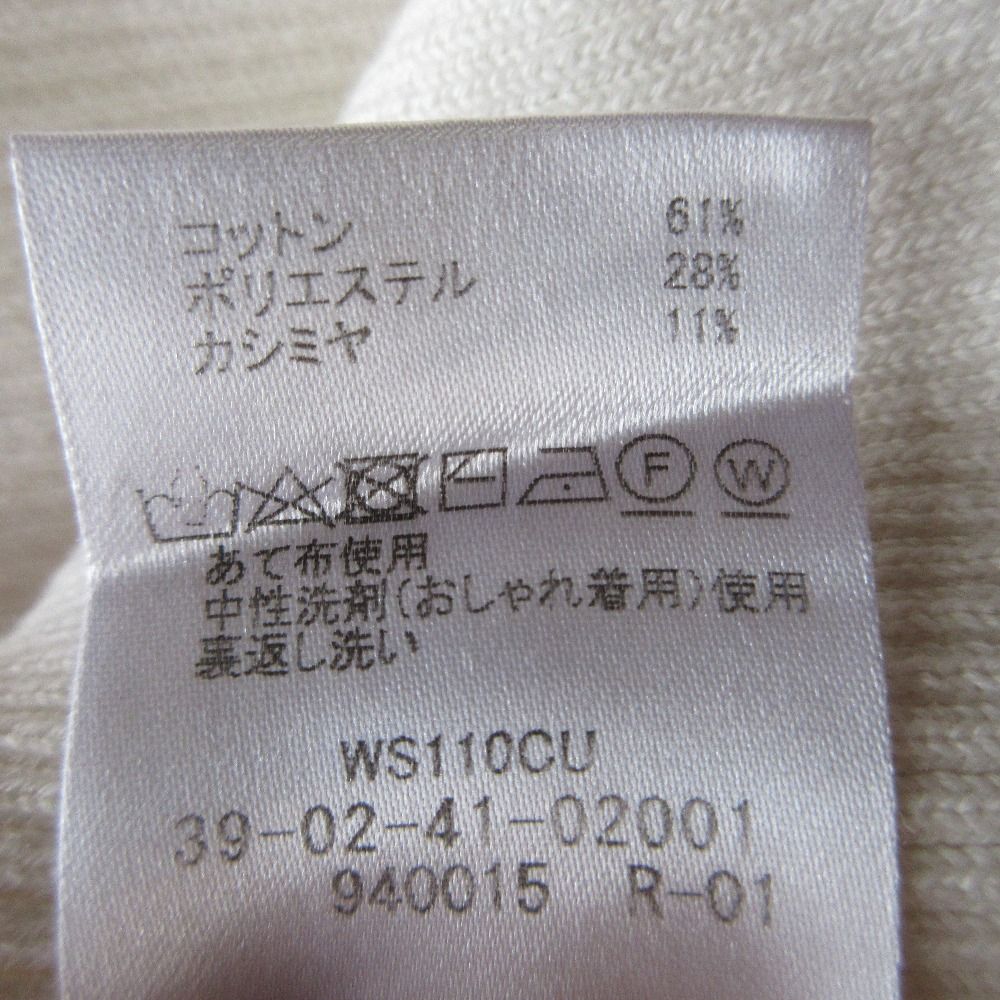 コットン 61%
ポリエステル 28%
カシミヤ 11%
F W
あて布使用
中性洗剤(おしゃれ着用)使用
裏返し洗い
WS110CU
39-02-41-02001
940015 R-01